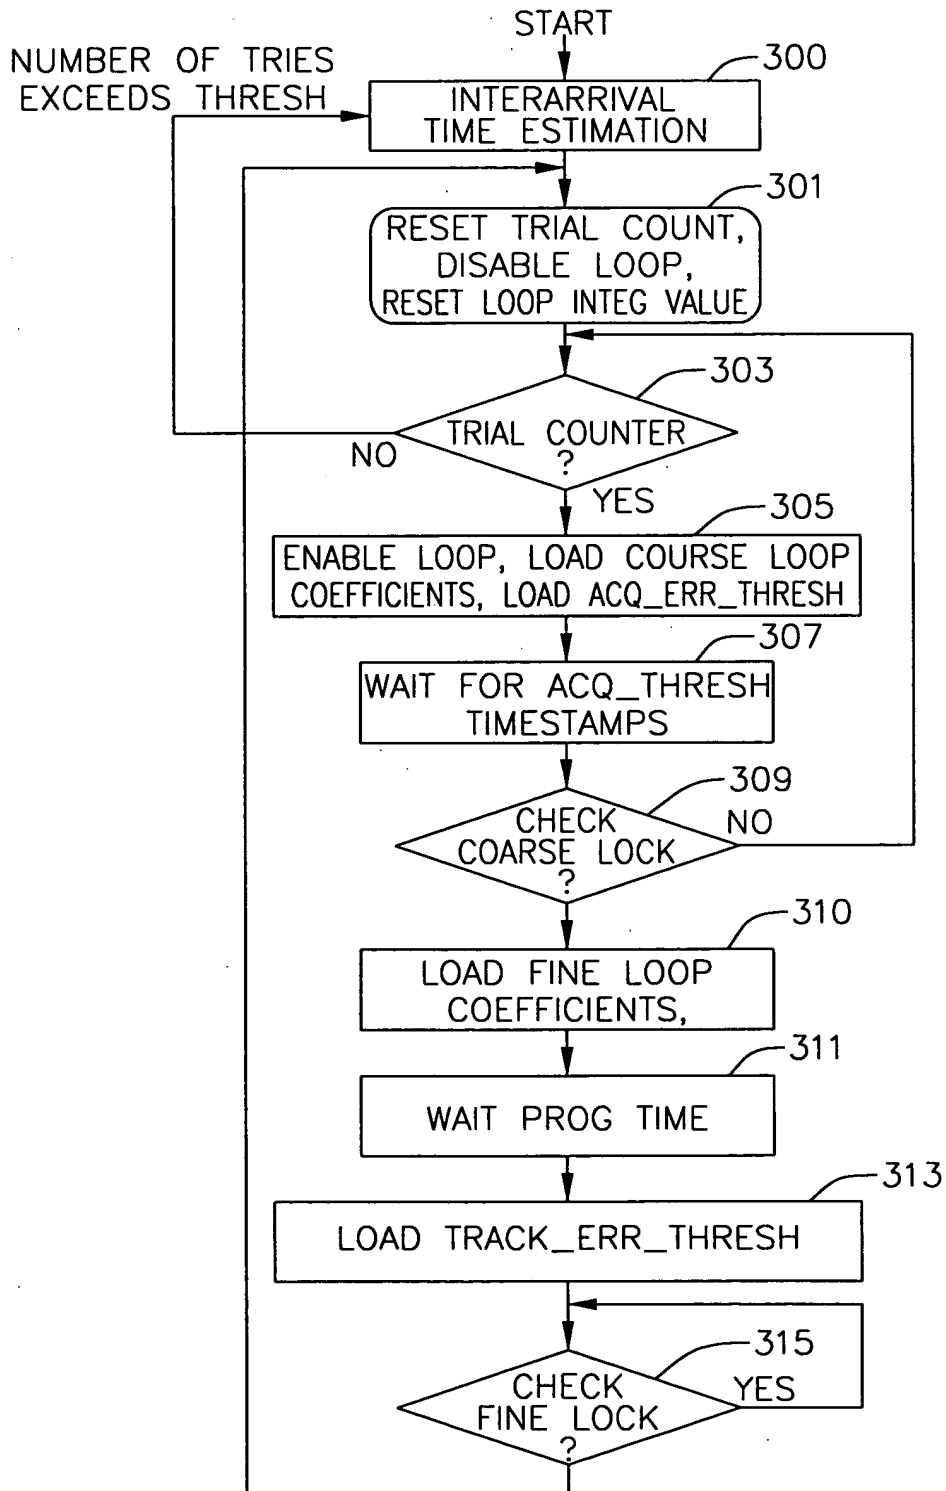 START
NUMBER OF TRIES
EXCEEDS THRESH
300
INTERARRIVAL
TIME ESTIMATION
301
RESET TRIAL COUNT,
DISABLE LOOP,
RESET LOOP INTEG VALUE
303
TRIAL COUNTER
?
NO
YES
305
ENABLE LOOP, LOAD COURSE LOOP
COEFFICIENTS, LOAD ACQ_ERR_THRESH
307
WAIT FOR ACQ_THRESH
TIMESTAMPS
309
CHECK
COARSE LOCK
?
NO
310
LOAD FINE LOOP
COEFFICIENTS,
311
WAIT PROG TIME
313
LOAD TRACK_ERR_THRESH
315
CHECK
FINE LOCK
?
YES